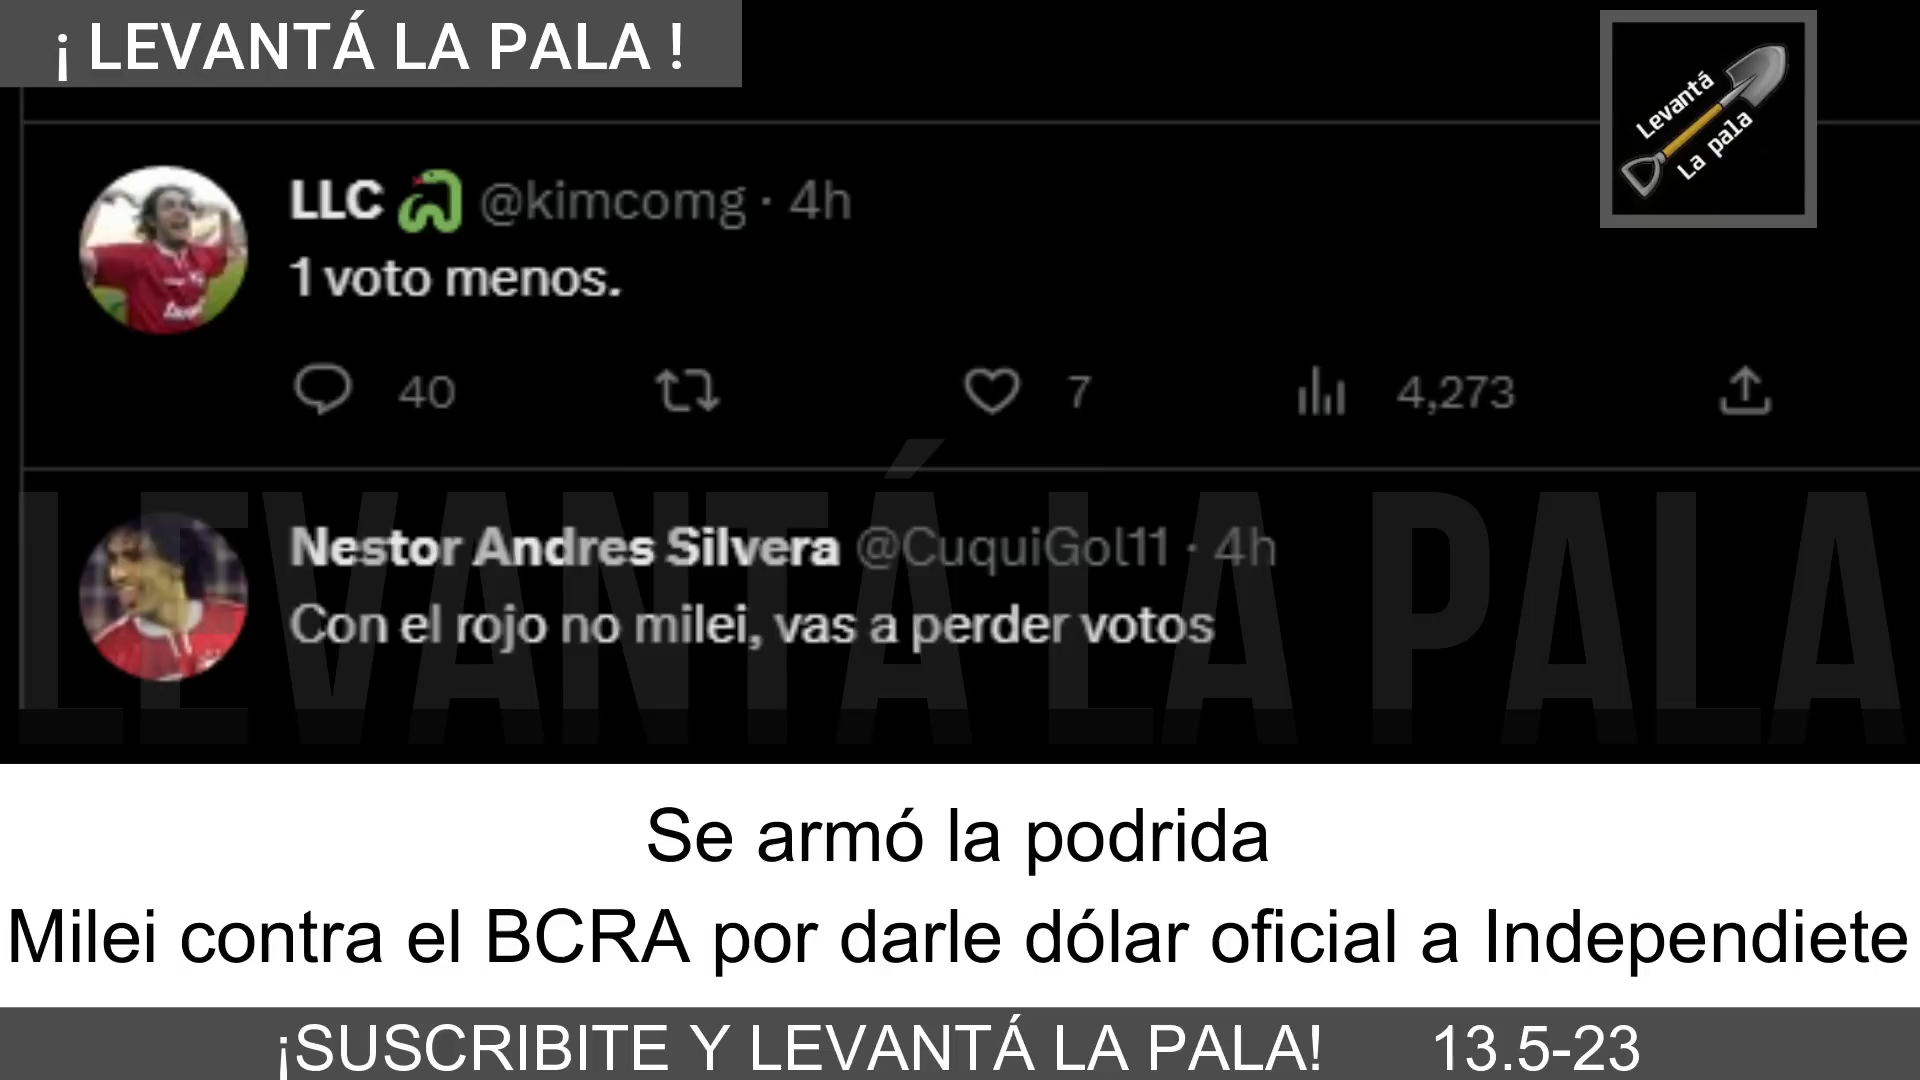 ¡ LEVANTÁ LA PALA !
Levantá
La pala
LLC @kimcomg · 4h
1 voto menos.
40 7 4,273
LEVANTÁ LA PALA
Nestor Andres Silvera @CuquiGol11 · 4h
Con el rojo no milei, vas a perder votos
Se armó la podrida
Milei contra el BCRA por darle dólar oficial a Independiete
¡SUSCRIBITE Y LEVANTÁ LA PALA! 13.5-23